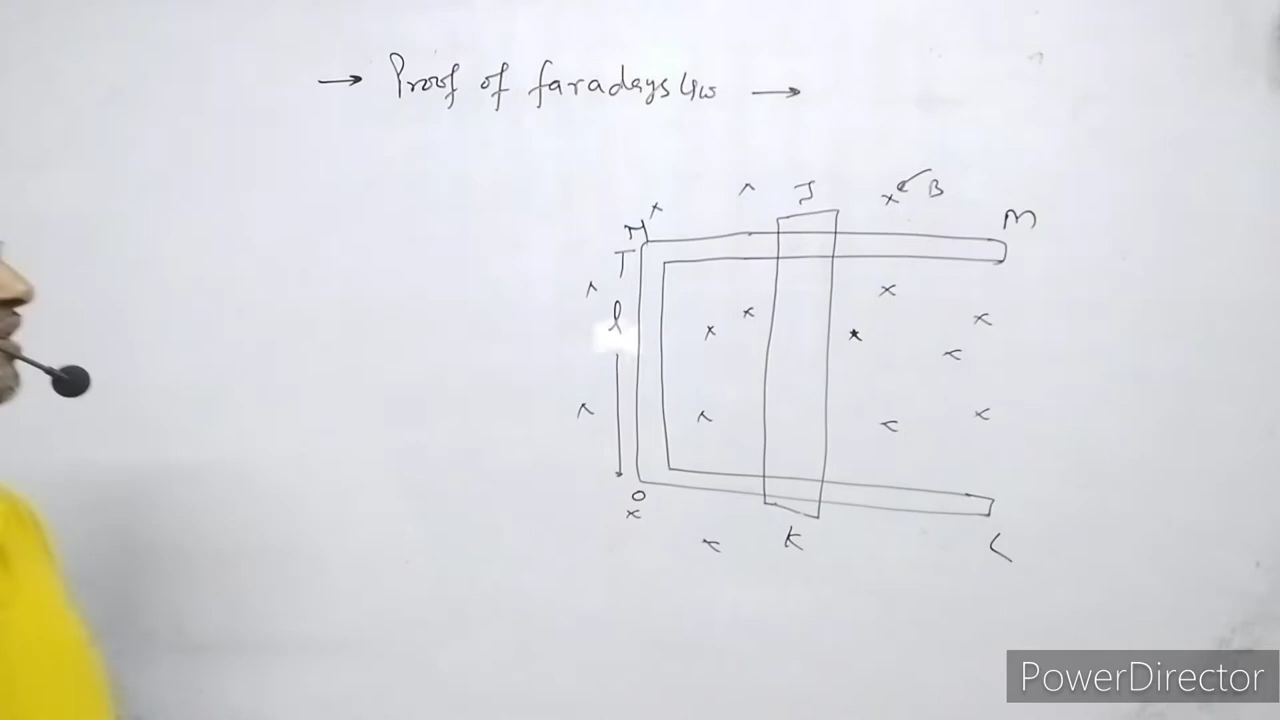 → Proof of faradays law →
J
x B
M
l
O
K
L
PowerDirector